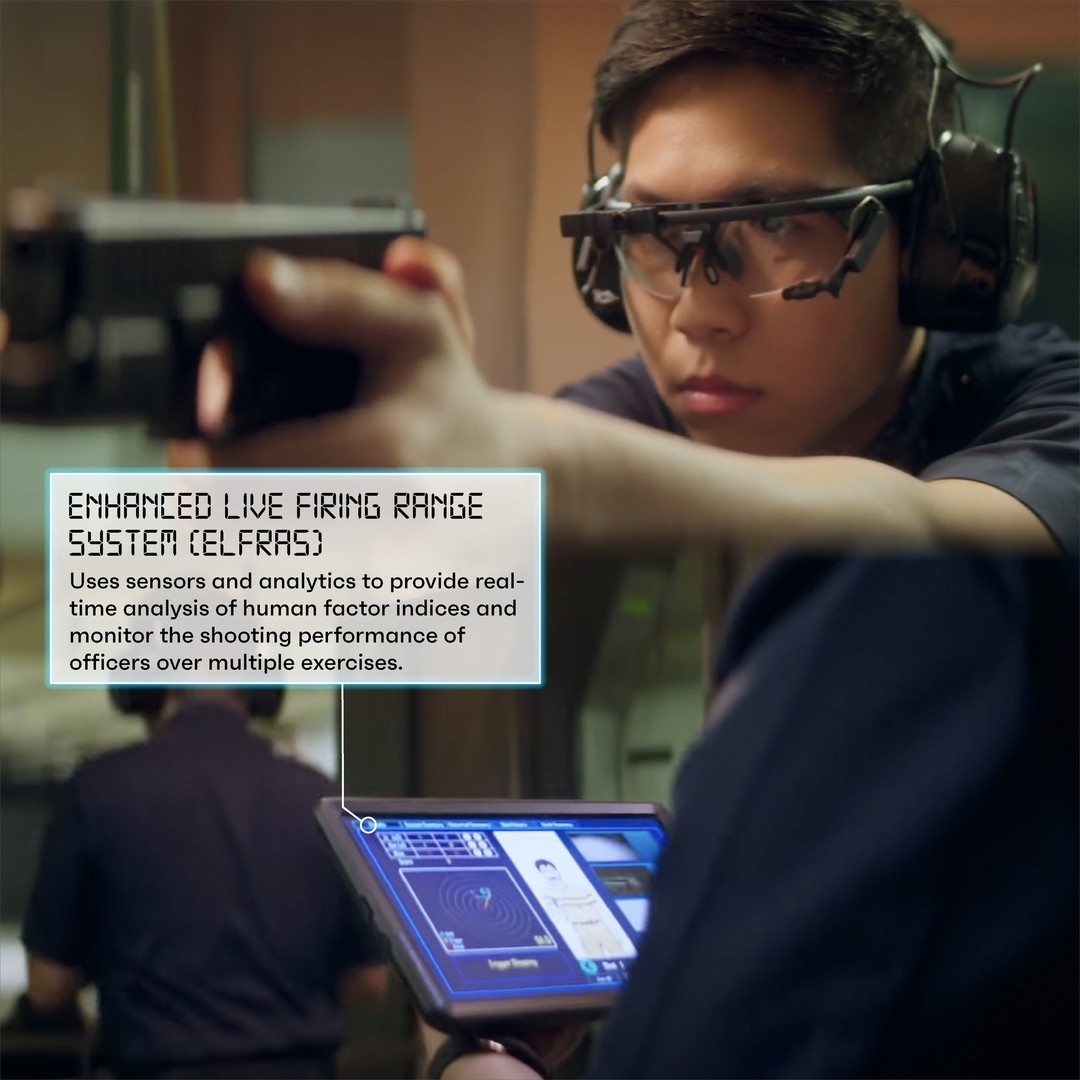 ENHANCED LIVE FIRING RANGE
SYSTEM (ELFRAS)
Uses sensors and analytics to provide real-
time analysis of human factor indices and
monitor the shooting performance of
officers over multiple exercises.